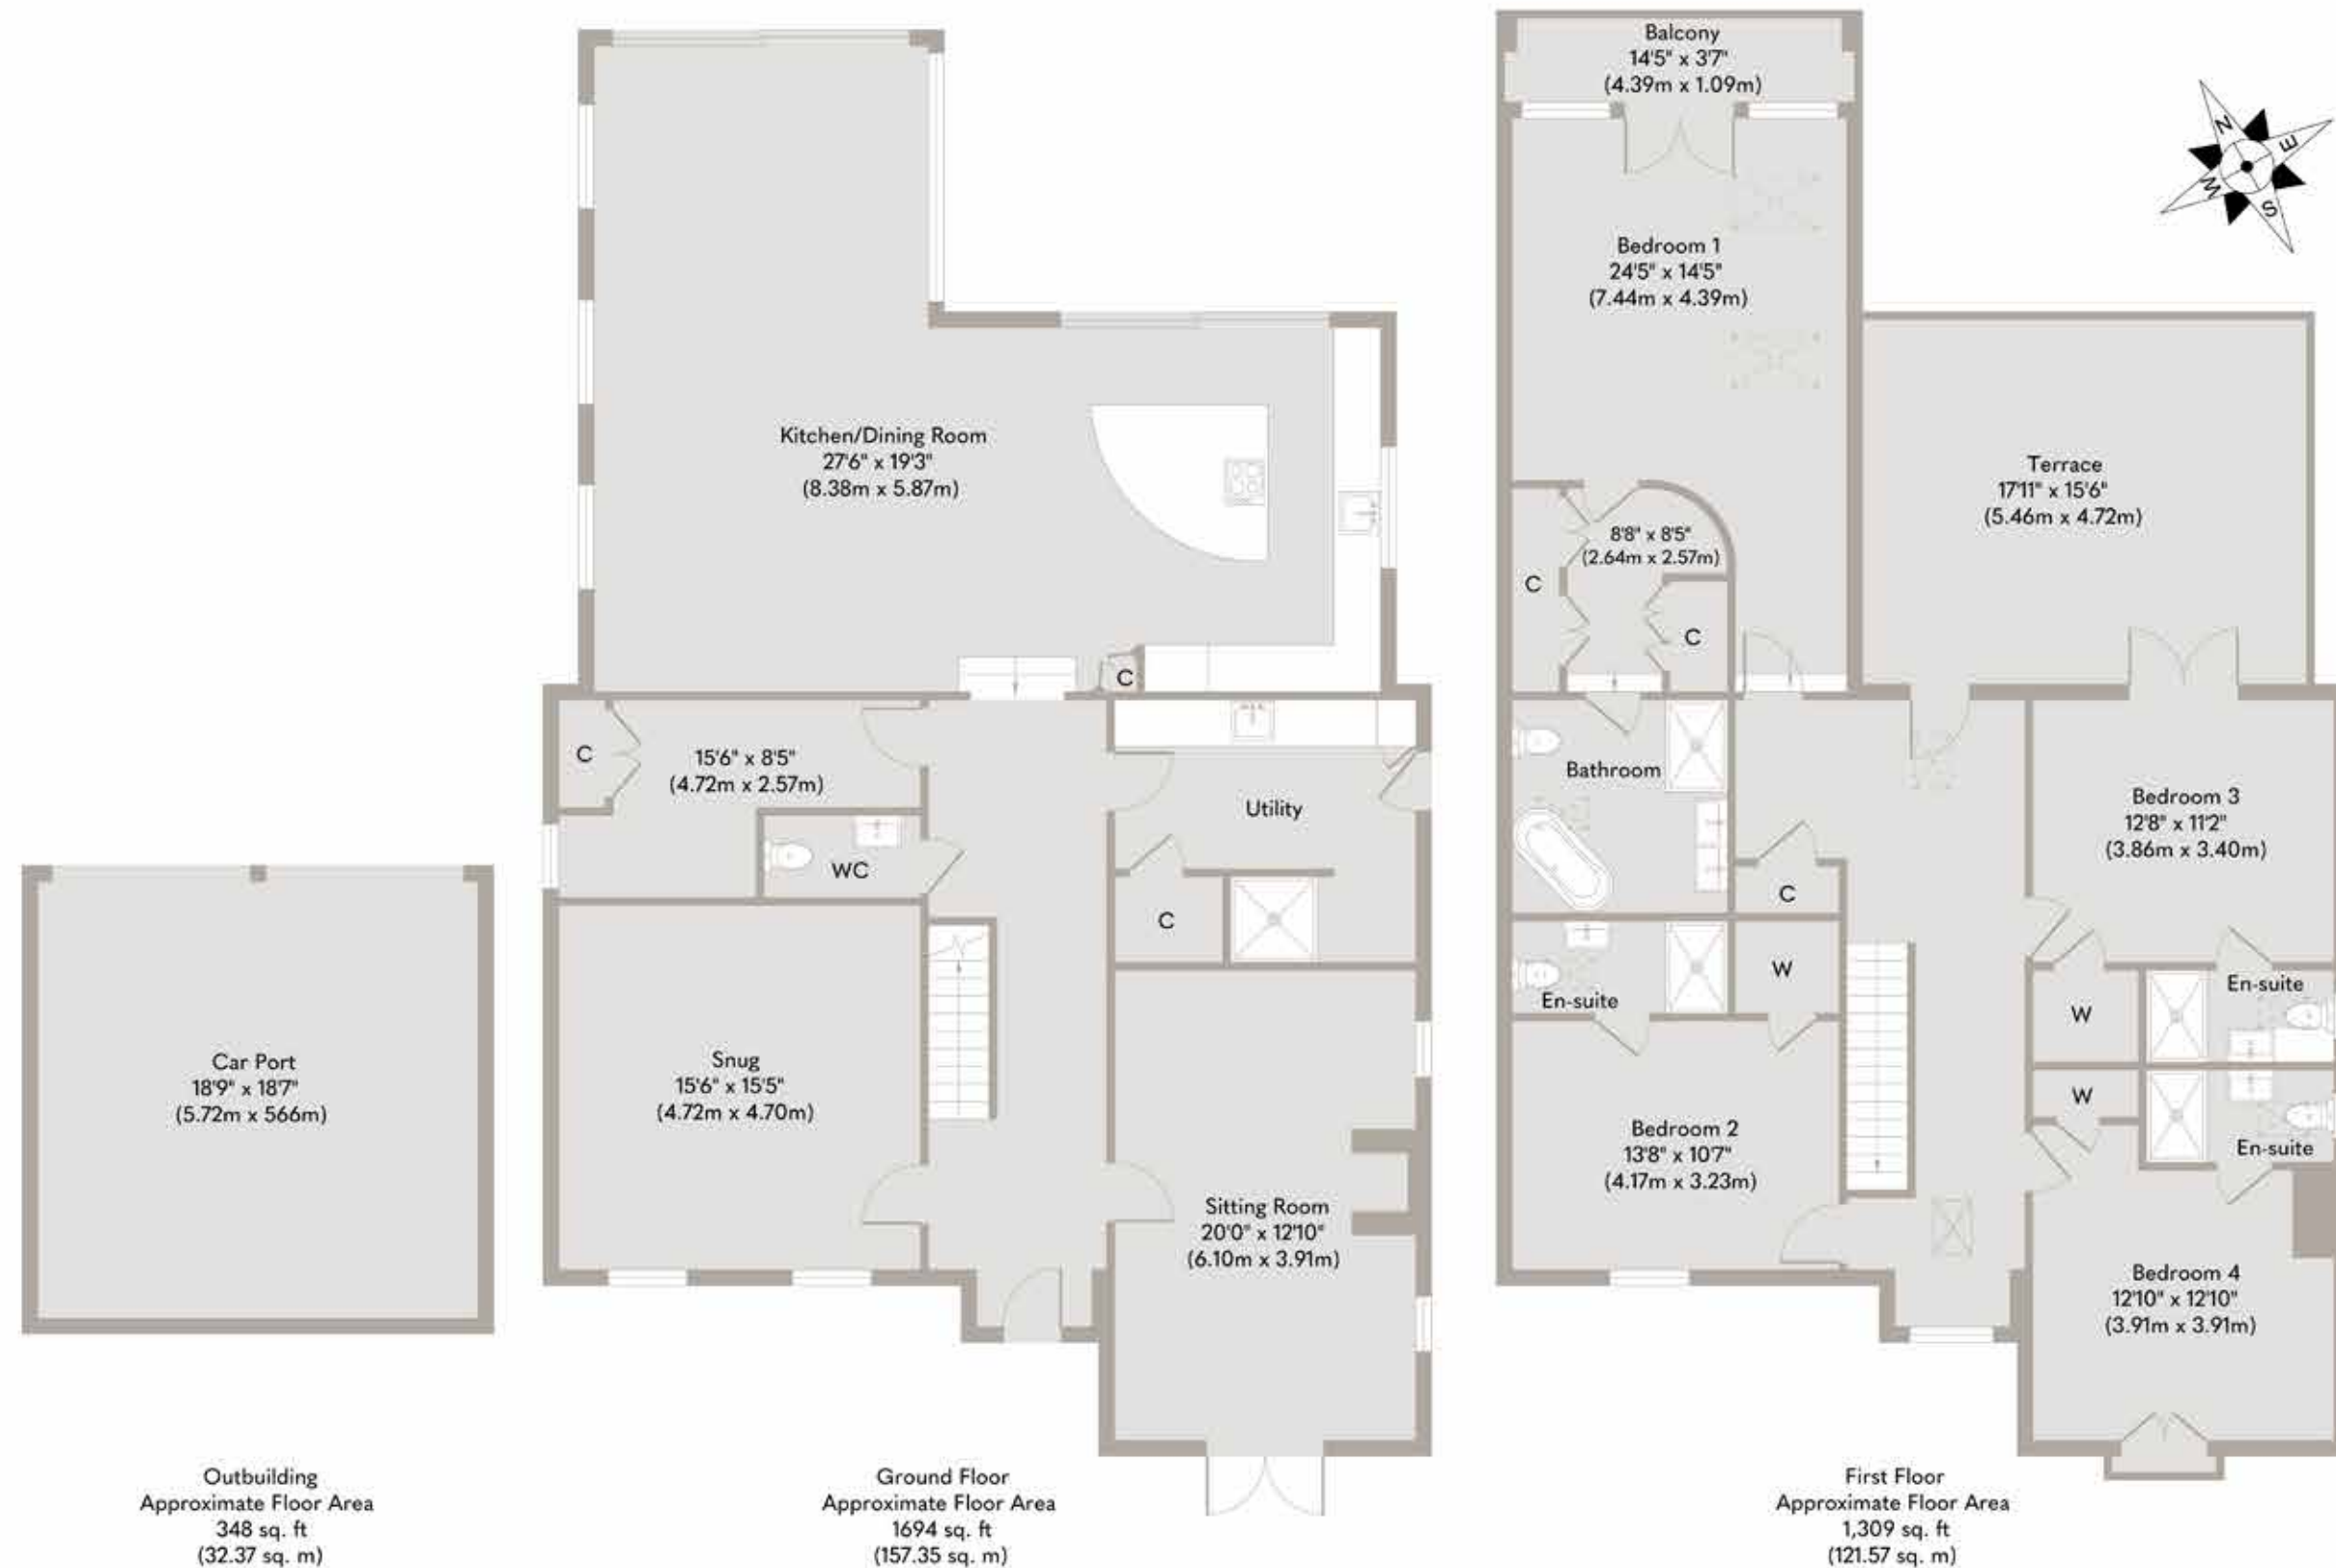 Balcony
14'5" x 3'7"
(4.39m x 1.09m)
N
E
S
W
Bedroom 1
24'5" x 14'5"
(7.44m x 4.39m)
Kitchen/Dining Room
27'6" x 19'3"
(8.38m x 5.87m)
Terrace
17'11" x 15'6"
(5.46m x 4.72m)
8'8" x 8'5"
(2.64m x 2.57m)
C
C
C
C
15'6" x 8'5"
(4.72m x 2.57m)
Utility
WC
C
Bathroom
Bedroom 3
12'8" x 11'2"
(3.86m x 3.40m)
C
W
En-suite
En-suite
W
W
En-suite
Car Port
18'9" x 18'7"
(5.72m x 566m)
Snug
15'6" x 15'5"
(4.72m x 4.70m)
Sitting Room
20'0" x 12'10"
(6.10m x 3.91m)
Bedroom 2
13'8" x 10'7"
(4.17m x 3.23m)
Bedroom 4
12'10" x 12'10"
(3.91m x 3.91m)
Outbuilding
Approximate Floor Area
348 sq. ft
(32.37 sq. m)
Ground Floor
Approximate Floor Area
1694 sq. ft
(157.35 sq. m)
First Floor
Approximate Floor Area
1,309 sq. ft
(121.57 sq. m)